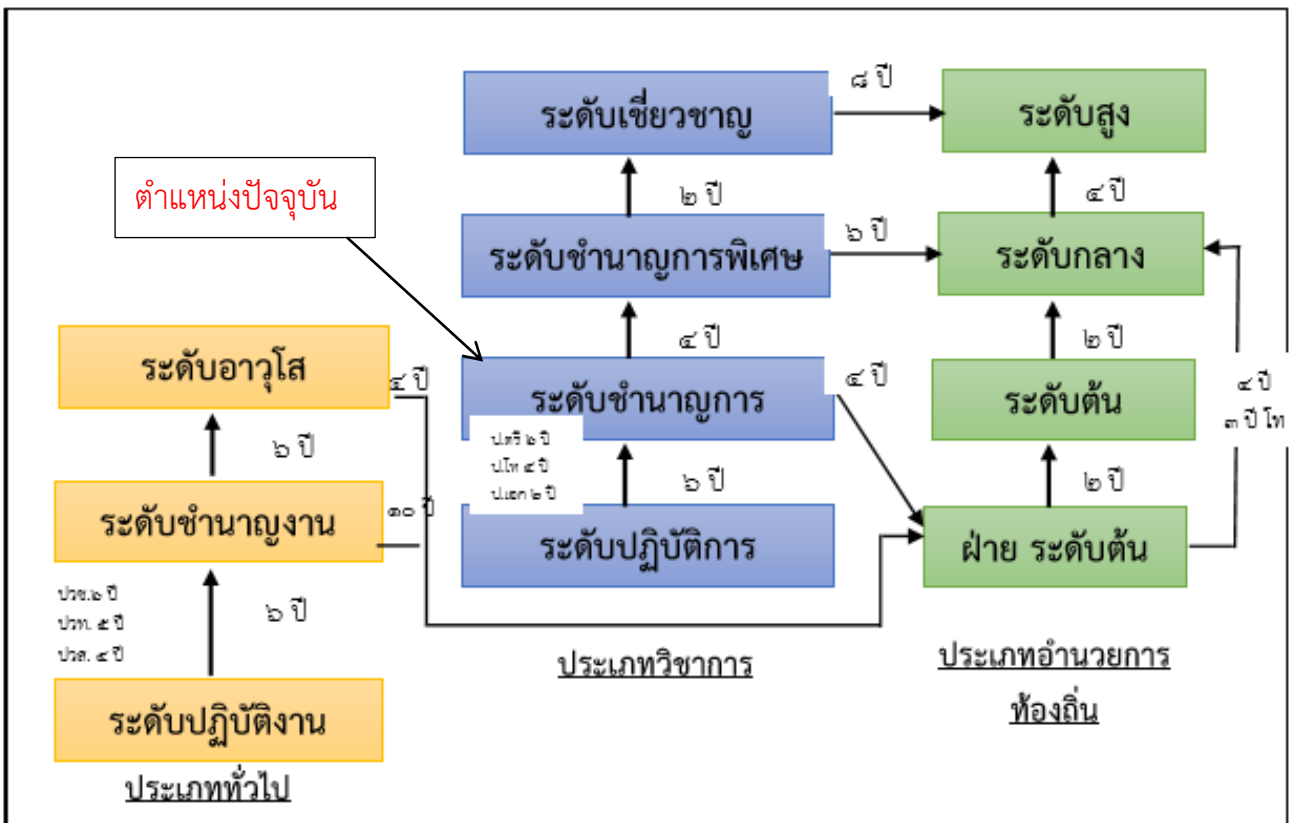 ระดับเชี่ยวชาญ
๘ ปี
ระดับสูง
ตำแหน่งปัจจุบัน
๒ ปี
๔ ปี
ระดับชำนาญการพิเศษ
๖ ปี
ระดับกลาง
๔ ปี
๒ ปี
ระดับอาวุโส
๔ ปี
ระดับชำนาญการ
๔ ปี
ระดับต้น
๔ ปี
๓ ปี โท
ป.ตรี ๖ ปี
ป.โท ๔ ปี
ป.เอก ๒ ปี
๖ ปี
๖ ปี
๒ ปี
ระดับชำนาญงาน
๑๐ ปี
ระดับปฏิบัติการ
ฝ่าย ระดับต้น
ปวช.๖ ปี
ปวท. ๕ ปี
ปวส. ๔ ปี
๖ ปี
ประเภทวิชาการ
ประเภทอำนวยการ
ท้องถิ่น
ระดับปฏิบัติงาน
ประเภททั่วไป